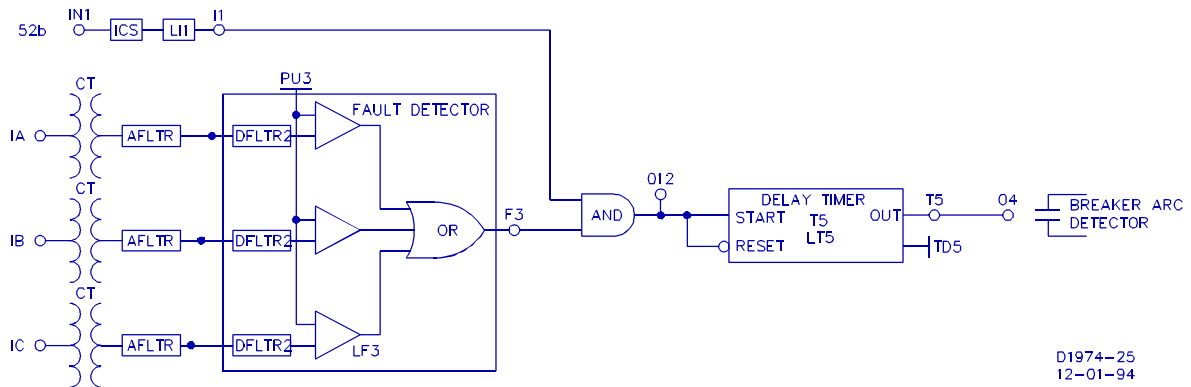 52b IN1 ICS LI1 I1
CT
PU3
FAULT DETECTOR
IA AFLTR DFLTR2
CT
IB AFLTR DFLTR2 OR F3 AND O12
DELAY TIMER
START T5 OUT T5 O4
LT5
RESET TD5
BREAKER ARC
DETECTOR
CT
IC AFLTR DFLTR2 LF3
D1974-25
12-01-94